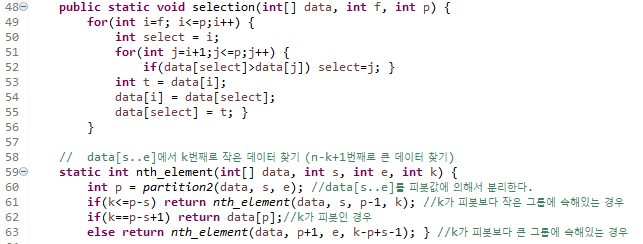 48 public static void selection(int[] data, int f, int p) {
49 for(int i=f; i<=p;i++) {
50 int select = i;
51 for(int j=i+1;j<=p;j++) {
52 if(data[select]>data[j]) select=j; }
53 int t = data[i];
54 data[i] = data[select];
55 data[select] = t; }
56 }
57
58 // data[s..e]에서 k번째로 작은 데이터 찾기 (n-k+1번째로 큰 데이터 찾기)
59 static int nth_element(int[] data, int s, int e, int k) {
60 int p = partition2(data, s, e); //data[s..e]를 피봇값에 의해서 분리한다.
61 if(k<=p-s) return nth_element(data, s, p-1, k); //k가 피봇보다 작은 그룹에 속해있는 경우
62 if(k==p-s+1) return data[p];//k가 피봇인 경우
63 else return nth_element(data, p+1, e, k-p+s-1); } //k가 피봇보다 큰 그룹에 속해있는 경우